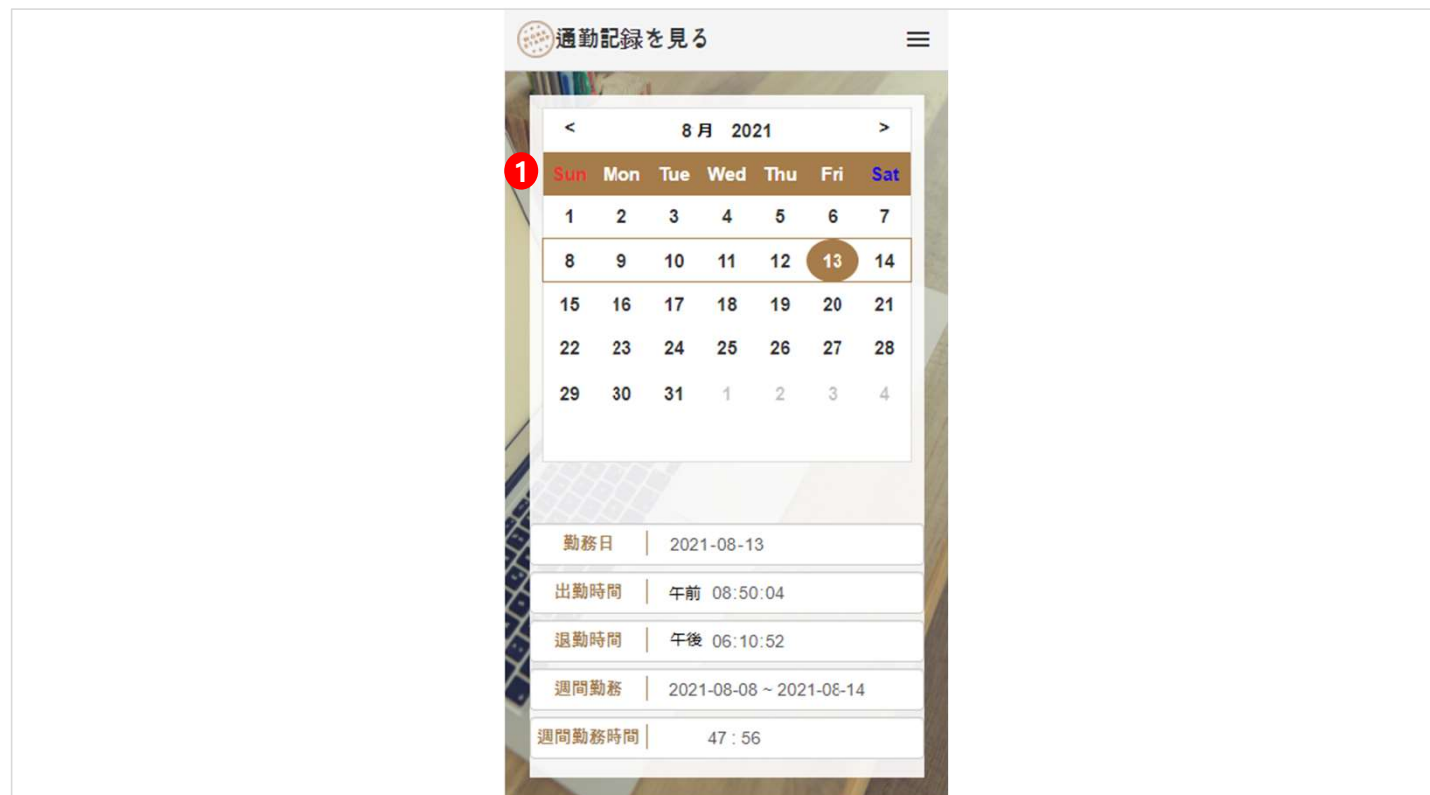 通勤記録を見る
< 8 月 2021 >
1
Sun Mon Tue Wed Thu Fri Sat
1 2 3 4 5 6 7
8 9 10 11 12 13 14
15 16 17 18 19 20 21
22 23 24 25 26 27 28
29 30 31 1 2 3 4
勤務日 2021-08-13
出勤時間 午前 08:50:04
退勤時間 午後 06:10:52
週間勤務 2021-08-08 ~ 2021-08-14
週間勤務時間 47 : 56